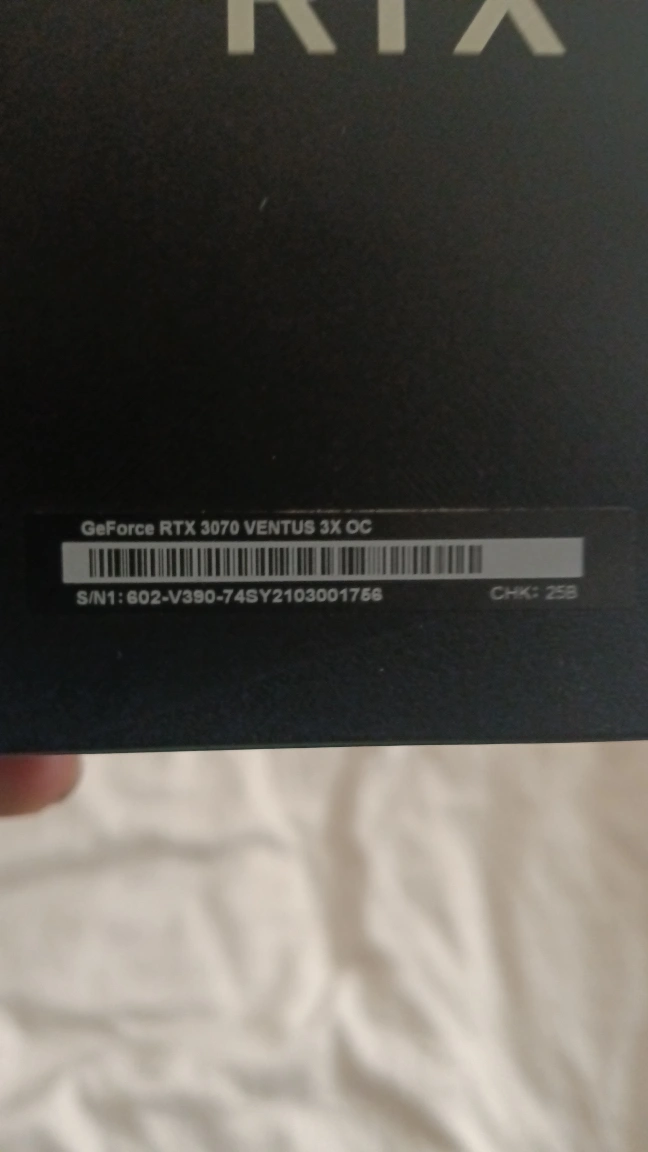 RTX
GeForce RTX 3070 VENTUS 3X OC
S/N1: 602-V390-74SY2103001756
CHK: 25B